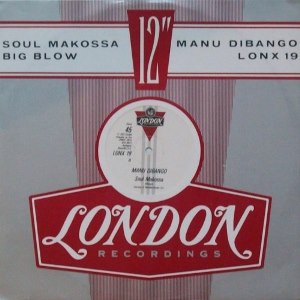 12"
SOUL MAKOSSA
BIG BLOW
MANU DIBANGO
LONX 19
LONDON
45
LONX 19
MANU DIBANGO
Soul Makossa
LONDON
RECORDINGS